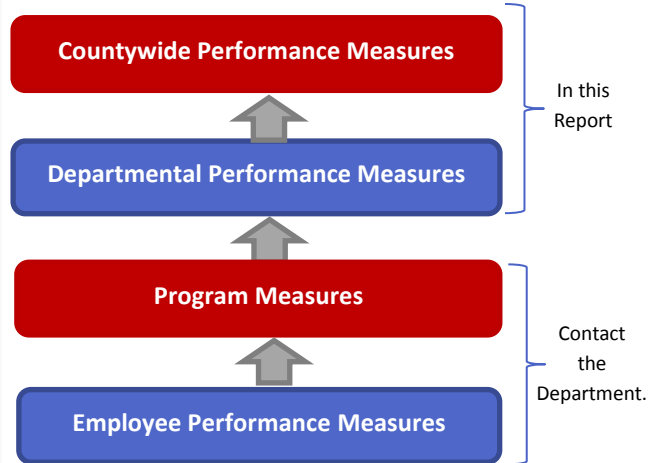 Countywide Performance Measures
In this
Report
Departmental Performance Measures
Program Measures
Contact
the
Department.
Employee Performance Measures